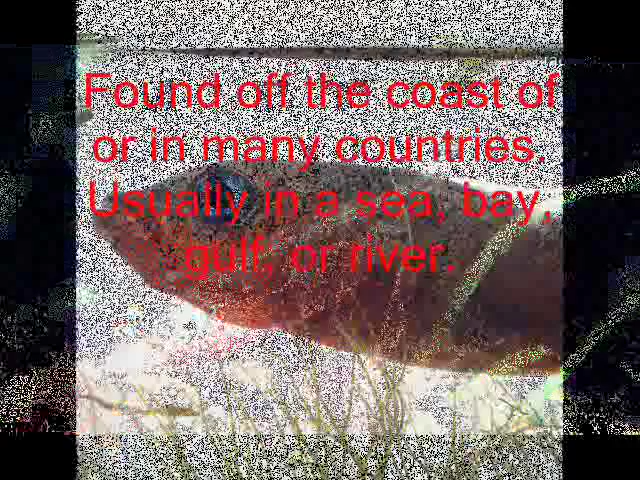 Found off the coast of
or in many countries.
Usually in a sea, bay,
gulf, or river.